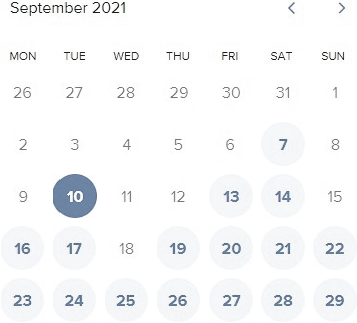 September 2021
MON TUE WED THU FRI SAT SUN
26 27 28 29 30 31 1
2 3 4 5 6 7 8
9 10 11 12 13 14 15
16 17 18 19 20 21 22
23 24 25 26 27 28 29